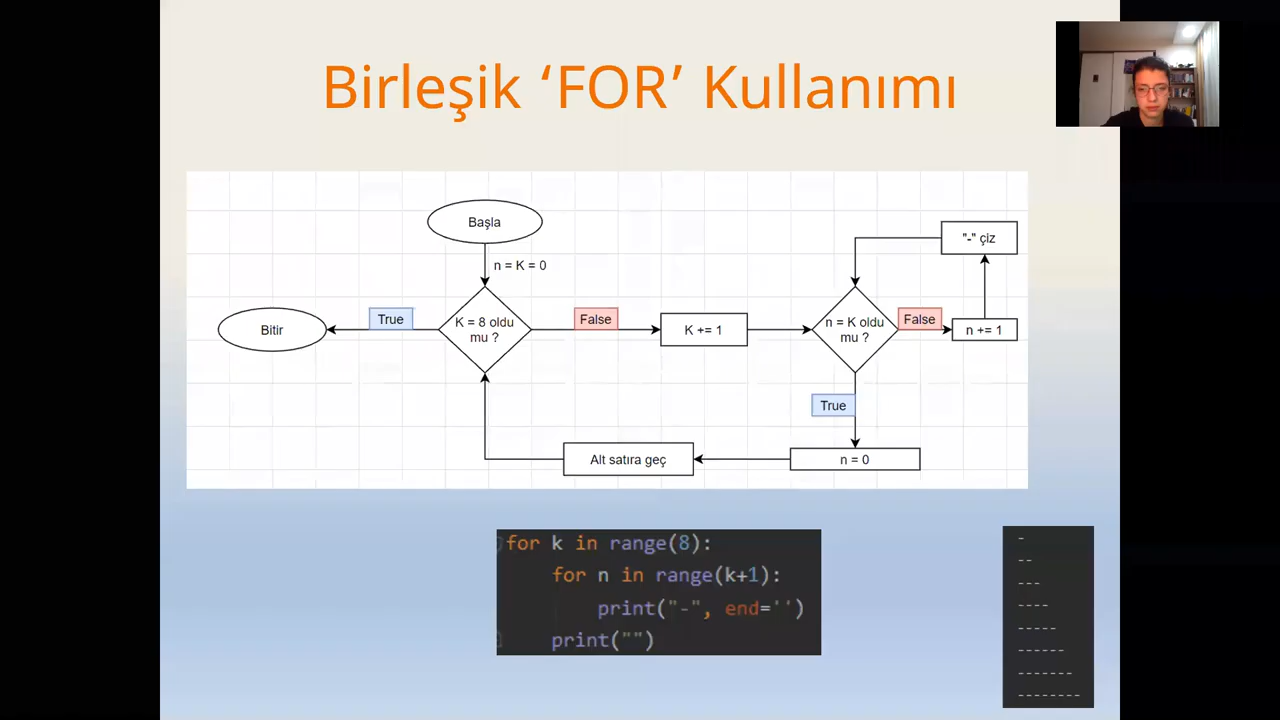 Birleşik ‘FOR’ Kullanımı
Başla
n = K = 0
"-" çiz
Bitir
True
K = 8 oldu
mu ?
False
K += 1
n = K oldu
mu ?
False
n += 1
True
Alt satıra geç
n = 0
for k in range(8):
for n in range(k+1):
print("-", end='')
print("")
-
--
---
----
-----
------
-------
--------